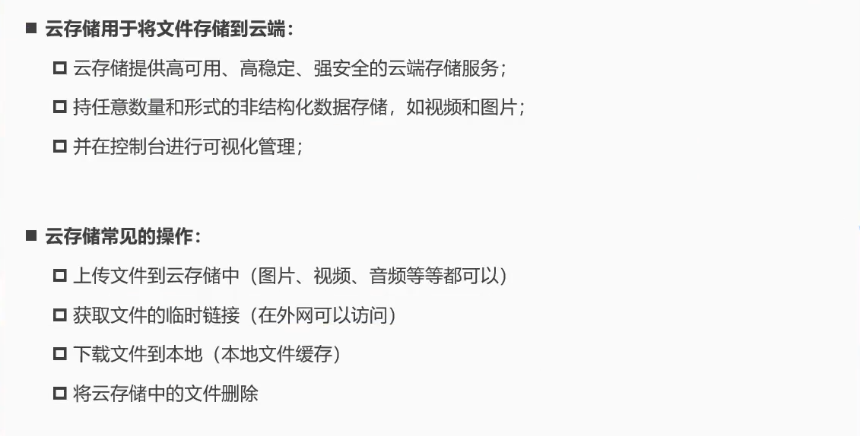 ■ 云存储用于将文件存储到云端：
□ 云存储提供高可用、高稳定、强安全的云端存储服务；
□ 持任意数量和形式的非结构化数据存储，如视频和图片；
□ 并在控制台进行可视化管理；
■ 云存储常见的操作：
□ 上传文件到云存储中（图片、视频、音频等等都可以）
□ 获取文件的临时链接（在外网可以访问）
□ 下载文件到本地（本地文件缓存）
□ 将云存储中的文件删除